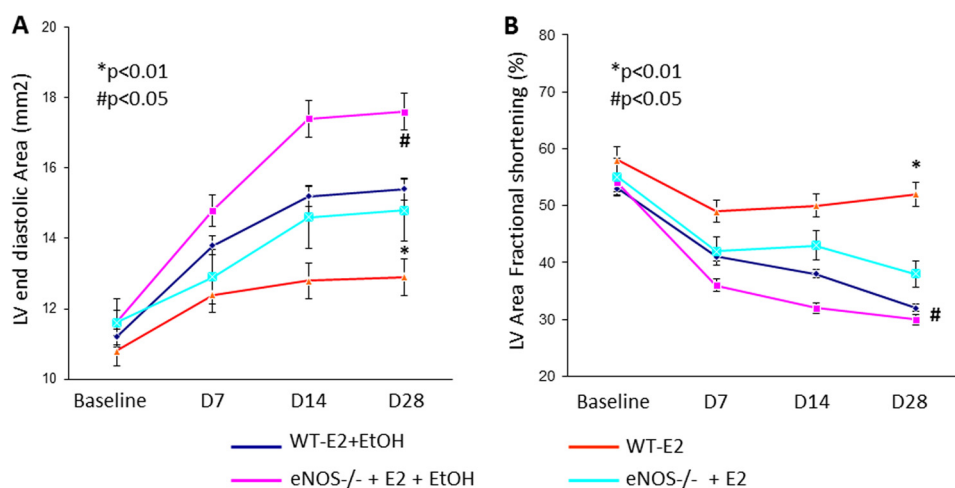 A
LV end diastolic Area (mm2)
20
18
16
14
12
10
*p<0.01
#p<0.05
#
*
Baseline D7 D14 D28
B
LV Area Fractional shortening (%)
80
70
60
50
40
30
20
*p<0.01
#p<0.05
*
#
Baseline D7 D14 D28
WT-E2+EtOH
WT-E2
eNOS-/- + E2 + EtOH
eNOS-/- + E2